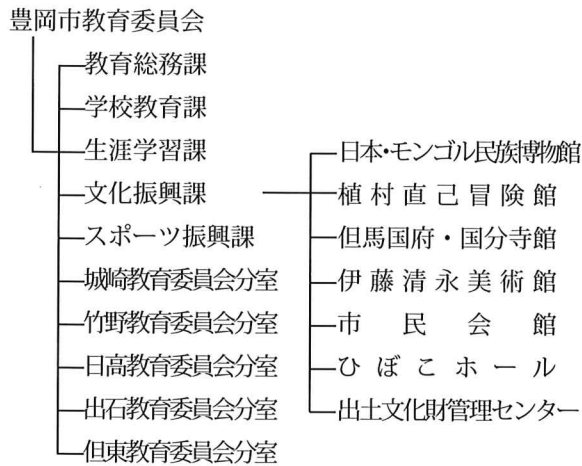 豊岡市教育委員会
教育総務課
学校教育課
生涯学習課
文化振興課
スポーツ振興課
城崎教育委員会分室
竹野教育委員会分室
日高教育委員会分室
出石教育委員会分室
但東教育委員会分室
日本・モンゴル民族博物館
植村直己冒険館
但馬国府・国分寺館
伊藤清永美術館
市民会館
ひぼこホール
出土文化財管理センター